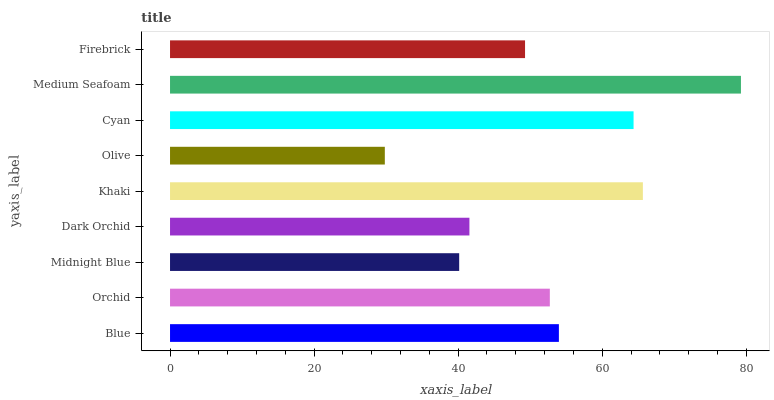 title
Firebrick
Medium Seafoam
Cyan
Olive
Khaki
Dark Orchid
Midnight Blue
Orchid
Blue
yaxis_label
0 20 40 60 80
xaxis_label